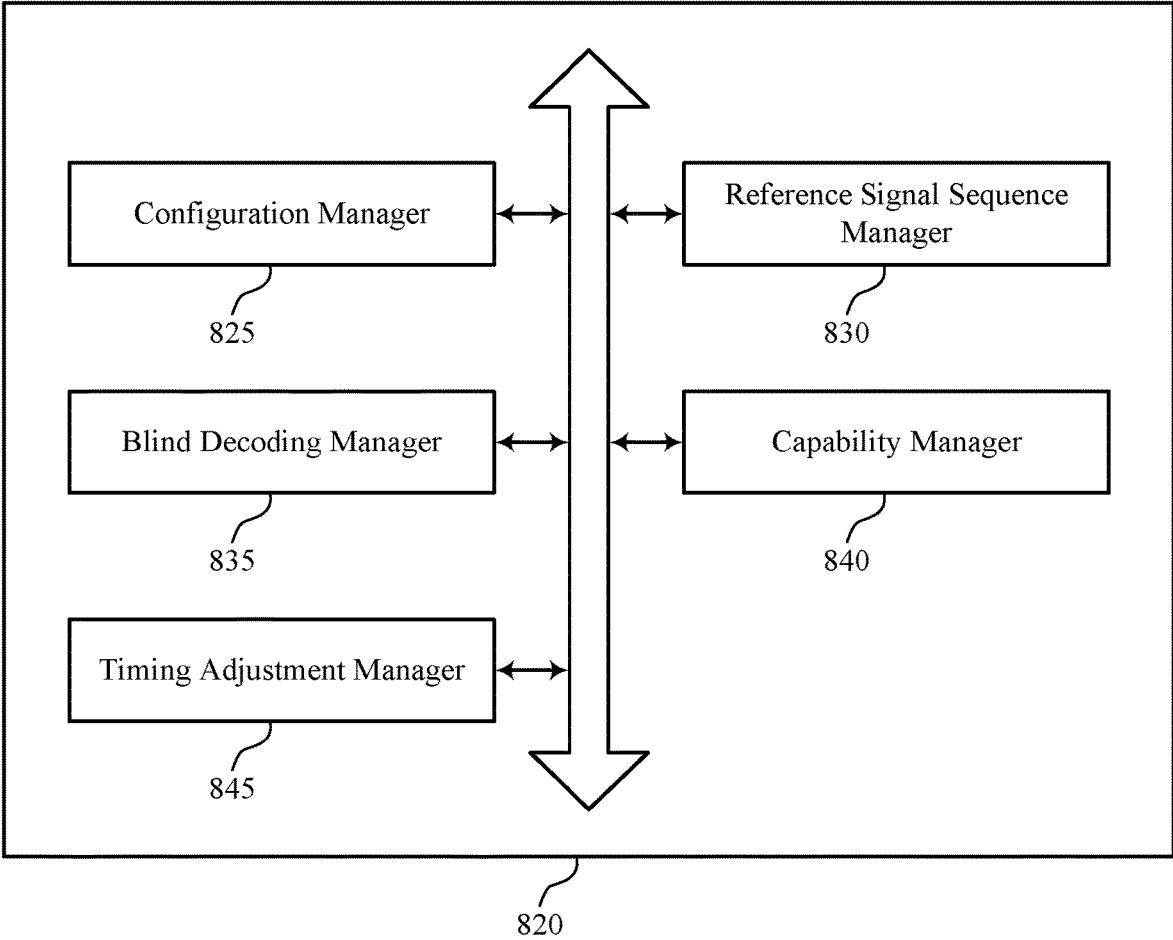 Configuration Manager
825
Reference Signal Sequence
Manager
830
Blind Decoding Manager
835
Capability Manager
840
Timing Adjustment Manager
845
820